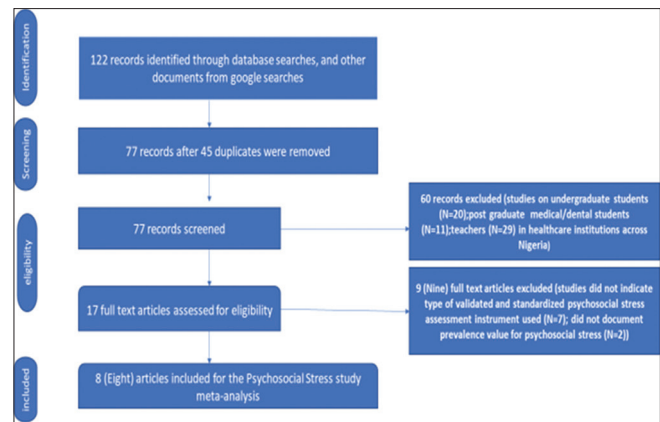 Identification
122 records identified through database searches, and other
documents from google searches
Screening
77 records after 45 duplicates were removed
77 records screened
60 records excluded (studies on undergraduate students
(N=20);post graduate medical/dental students
(N=11);teachers (N=29) in healthcare institutions across
Nigeria)
eligibility
17 full text articles assessed for eligibility
9 (Nine) full text articles excluded (studies did not indicate
type of validated and standardized psychosocial stress
assessment instrument used (N=7); did not document
prevalence value for psychosocial stress (N=2))
included
8 (Eight) articles included for the Psychosocial Stress study
meta-analysis